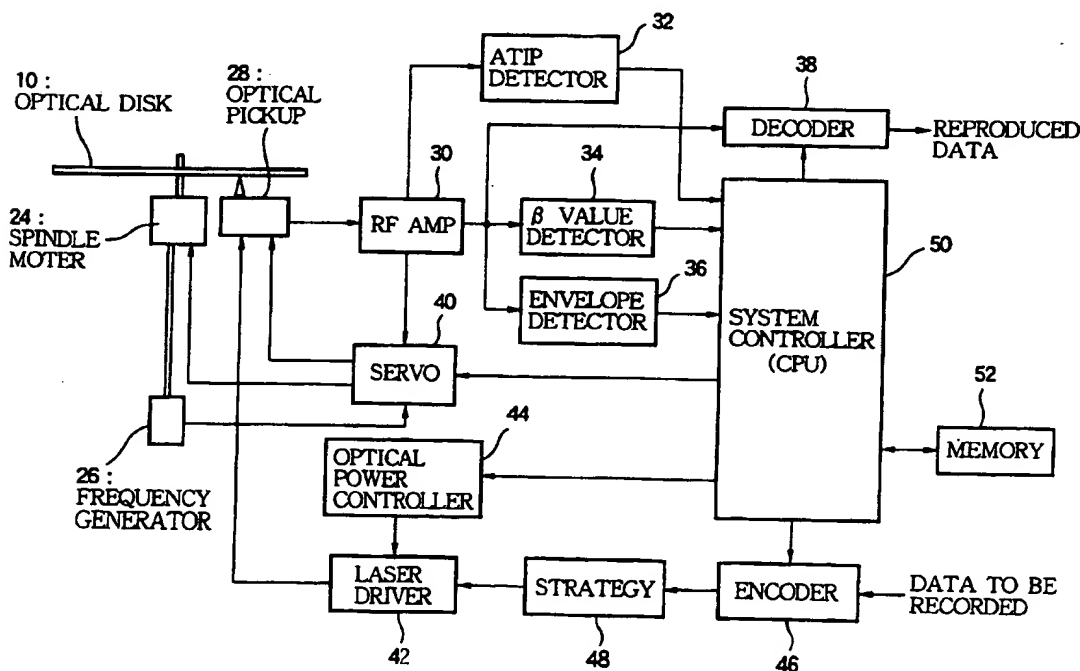 32
ATIP
DETECTOR
10 :
OPTICAL DISK
28 :
OPTICAL
PICKUP
38
DECODER
REPRODUCED
DATA
30
RF AMP
34
β VALUE
DETECTOR
24 :
SPINDLE
MOTER
36
ENVELOPE
DETECTOR
50
SYSTEM
CONTROLLER
(CPU)
40
SERVO
52
MEMORY
44
OPTICAL
POWER
CONTROLLER
26 :
FREQUENCY
GENERATOR
LASER
DRIVER
42
STRATEGY
48
ENCODER
46
DATA TO BE
RECORDED